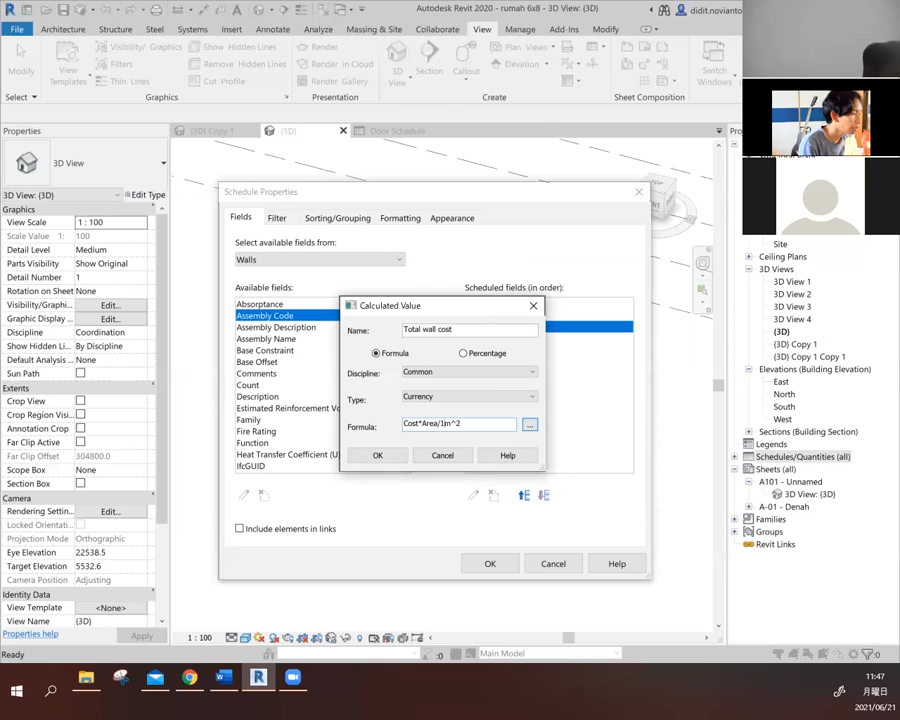 Autodesk Revit 2020 - rumah 6x8 - 3D View: {3D}
didit.novianto
File
Architecture
Structure
Steel
Systems
Insert
Annotate
Analyze
Massing & Site
Collaborate
View
Manage
Add-Ins
Modify
Modify
View
Templates
Visibility/ Graphics
Filters
Thin Lines
Show Hidden Lines
Remove Hidden Lines
Cut Profile
Render
Render in Cloud
Render Gallery
3D
View
Section
Callout
Plan Views
Elevation
Switch
Windows
Select
Graphics
Presentation
Create
Sheet Composition
Properties
{3D} Copy 1
{3D}
Door Schedule
3D View
3D View: {3D}
Edit Type
Graphics
View Scale
1 : 100
Scale Value 1:
100
Detail Level
Medium
Parts Visibility
Show Original
Detail Number
1
Rotation on Sheet
None
Visibility/Graphi...
Edit...
Graphic Display ...
Edit...
Discipline
Coordination
Show Hidden Li...
By Discipline
Default Analysis ...
None
Sun Path
Extents
Crop View
Crop Region Visi...
Annotation Crop
Far Clip Active
Far Clip Offset
304800.0
Scope Box
None
Section Box
Camera
Rendering Settin...
Edit...
Locked Orientati...
Projection Mode
Orthographic
Eye Elevation
22538.5
Target Elevation
5532.6
Camera Position
Adjusting
Identity Data
View Template
<None>
View Name
{3D}
Properties help
Apply
Schedule Properties
Fields
Filter
Sorting/Grouping
Formatting
Appearance
Select available fields from:
Walls
Available fields:
Scheduled fields (in order):
Absorptance
Assembly Code
Assembly Description
Assembly Name
Base Constraint
Base Offset
Comments
Count
Description
Estimated Reinforcement Vo
Family
Fire Rating
Function
Heat Transfer Coefficient (U)
IfcGUID
Include elements in links
OK
Cancel
Help
Calculated Value
Name:
Total wall cost
Formula
Percentage
Discipline:
Common
Type:
Currency
Formula:
Cost*Area/1m^2
...
OK
Cancel
Help
Site
Ceiling Plans
3D Views
3D View 1
3D View 2
3D View 3
3D View 4
{3D}
{3D} Copy 1
{3D} Copy 1 Copy 1
Elevations (Building Elevation)
East
North
South
West
Sections (Building Section)
Legends
Schedules/Quantities (all)
Sheets (all)
A101 - Unnamed
3D View: {3D}
A-01 - Denah
Families
Groups
Revit Links
1 : 100
Ready
:0
Main Model
:0
11:47
月曜日
2021/06/21